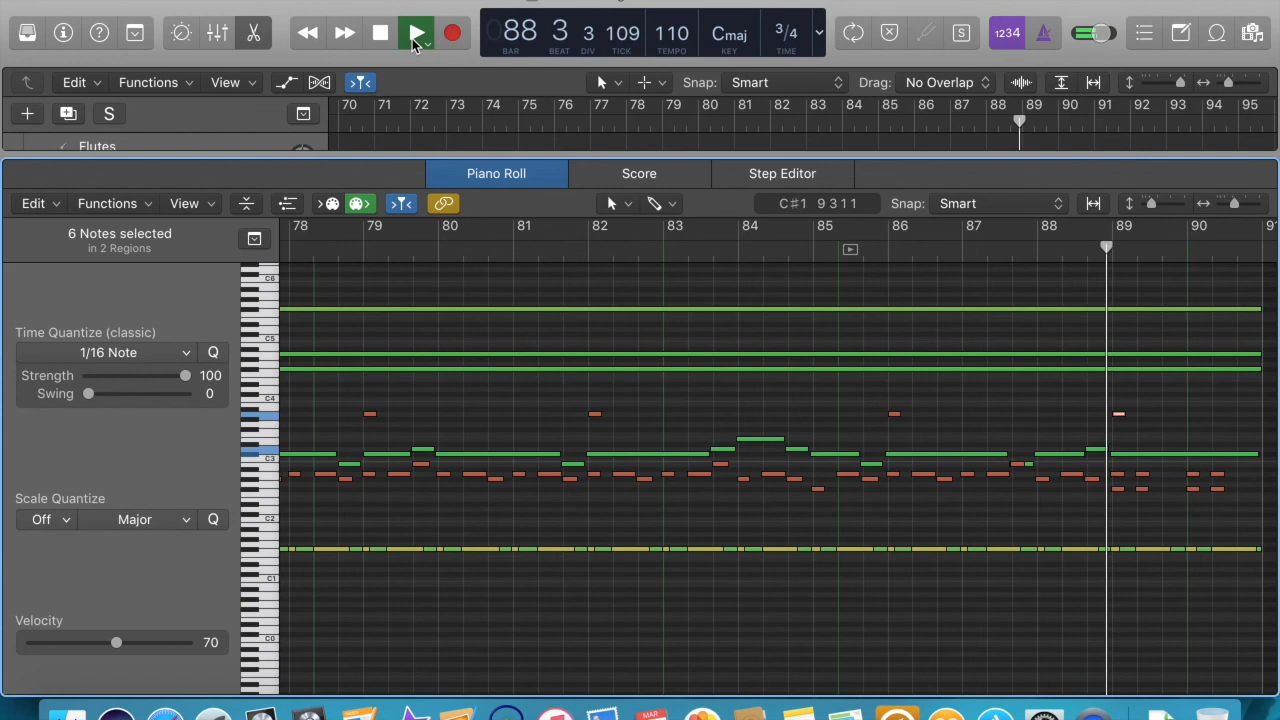 88 3 3 109 110 Cmaj 3/4
BAR BEAT DIV TICK TEMPO KEY TIME
1234
S
Edit Functions View Snap: Smart Drag: No Overlap
S 70 71 72 73 74 75 76 77 78 79 80 81 82 83 84 85 86 87 88 89 90 91 92 93 94 95
Flutes
Piano Roll Score Step Editor
Edit Functions View C♯1 9 3 1 1 Snap: Smart
78 79 80 81 82 83 84 85 86 87 88 89 90
6 Notes selected
in 2 Regions
C6
Time Quantize (classic)
C5
1/16 Note Q
Strength 100
Swing 0
C4
C3
Scale Quantize
Off Major Q
C2
C1
Velocity
C0
70
MAR